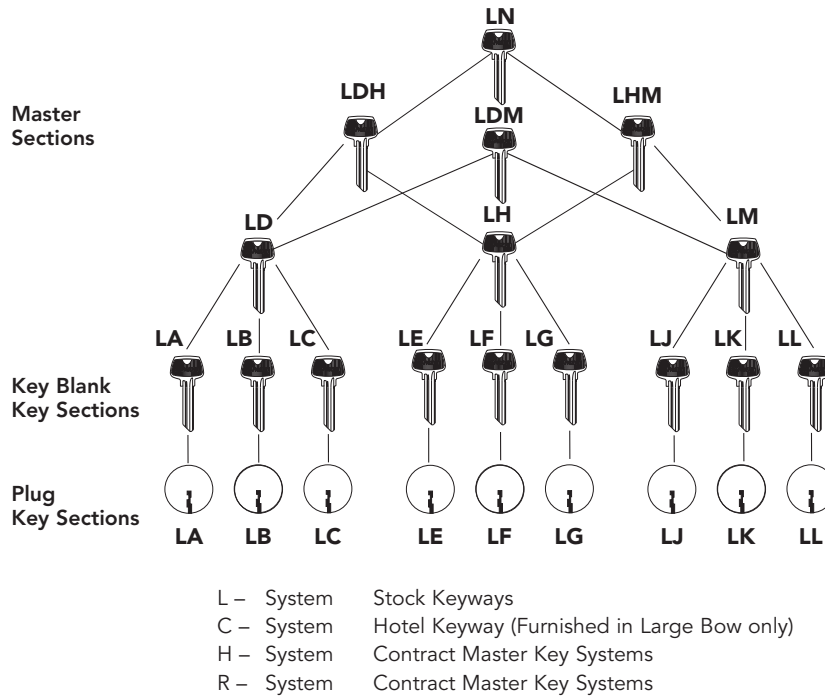 LN
LDH
LHM
LDM
Master
Sections
LD
LH
LM
LA LB LC LE LF LG LJ LK LL
Key Blank
Key Sections
Plug
Key Sections
LA LB LC LE LF LG LJ LK LL
L – System Stock Keyways
C – System Hotel Keyway (Furnished in Large Bow only)
H – System Contract Master Key Systems
R – System Contract Master Key Systems